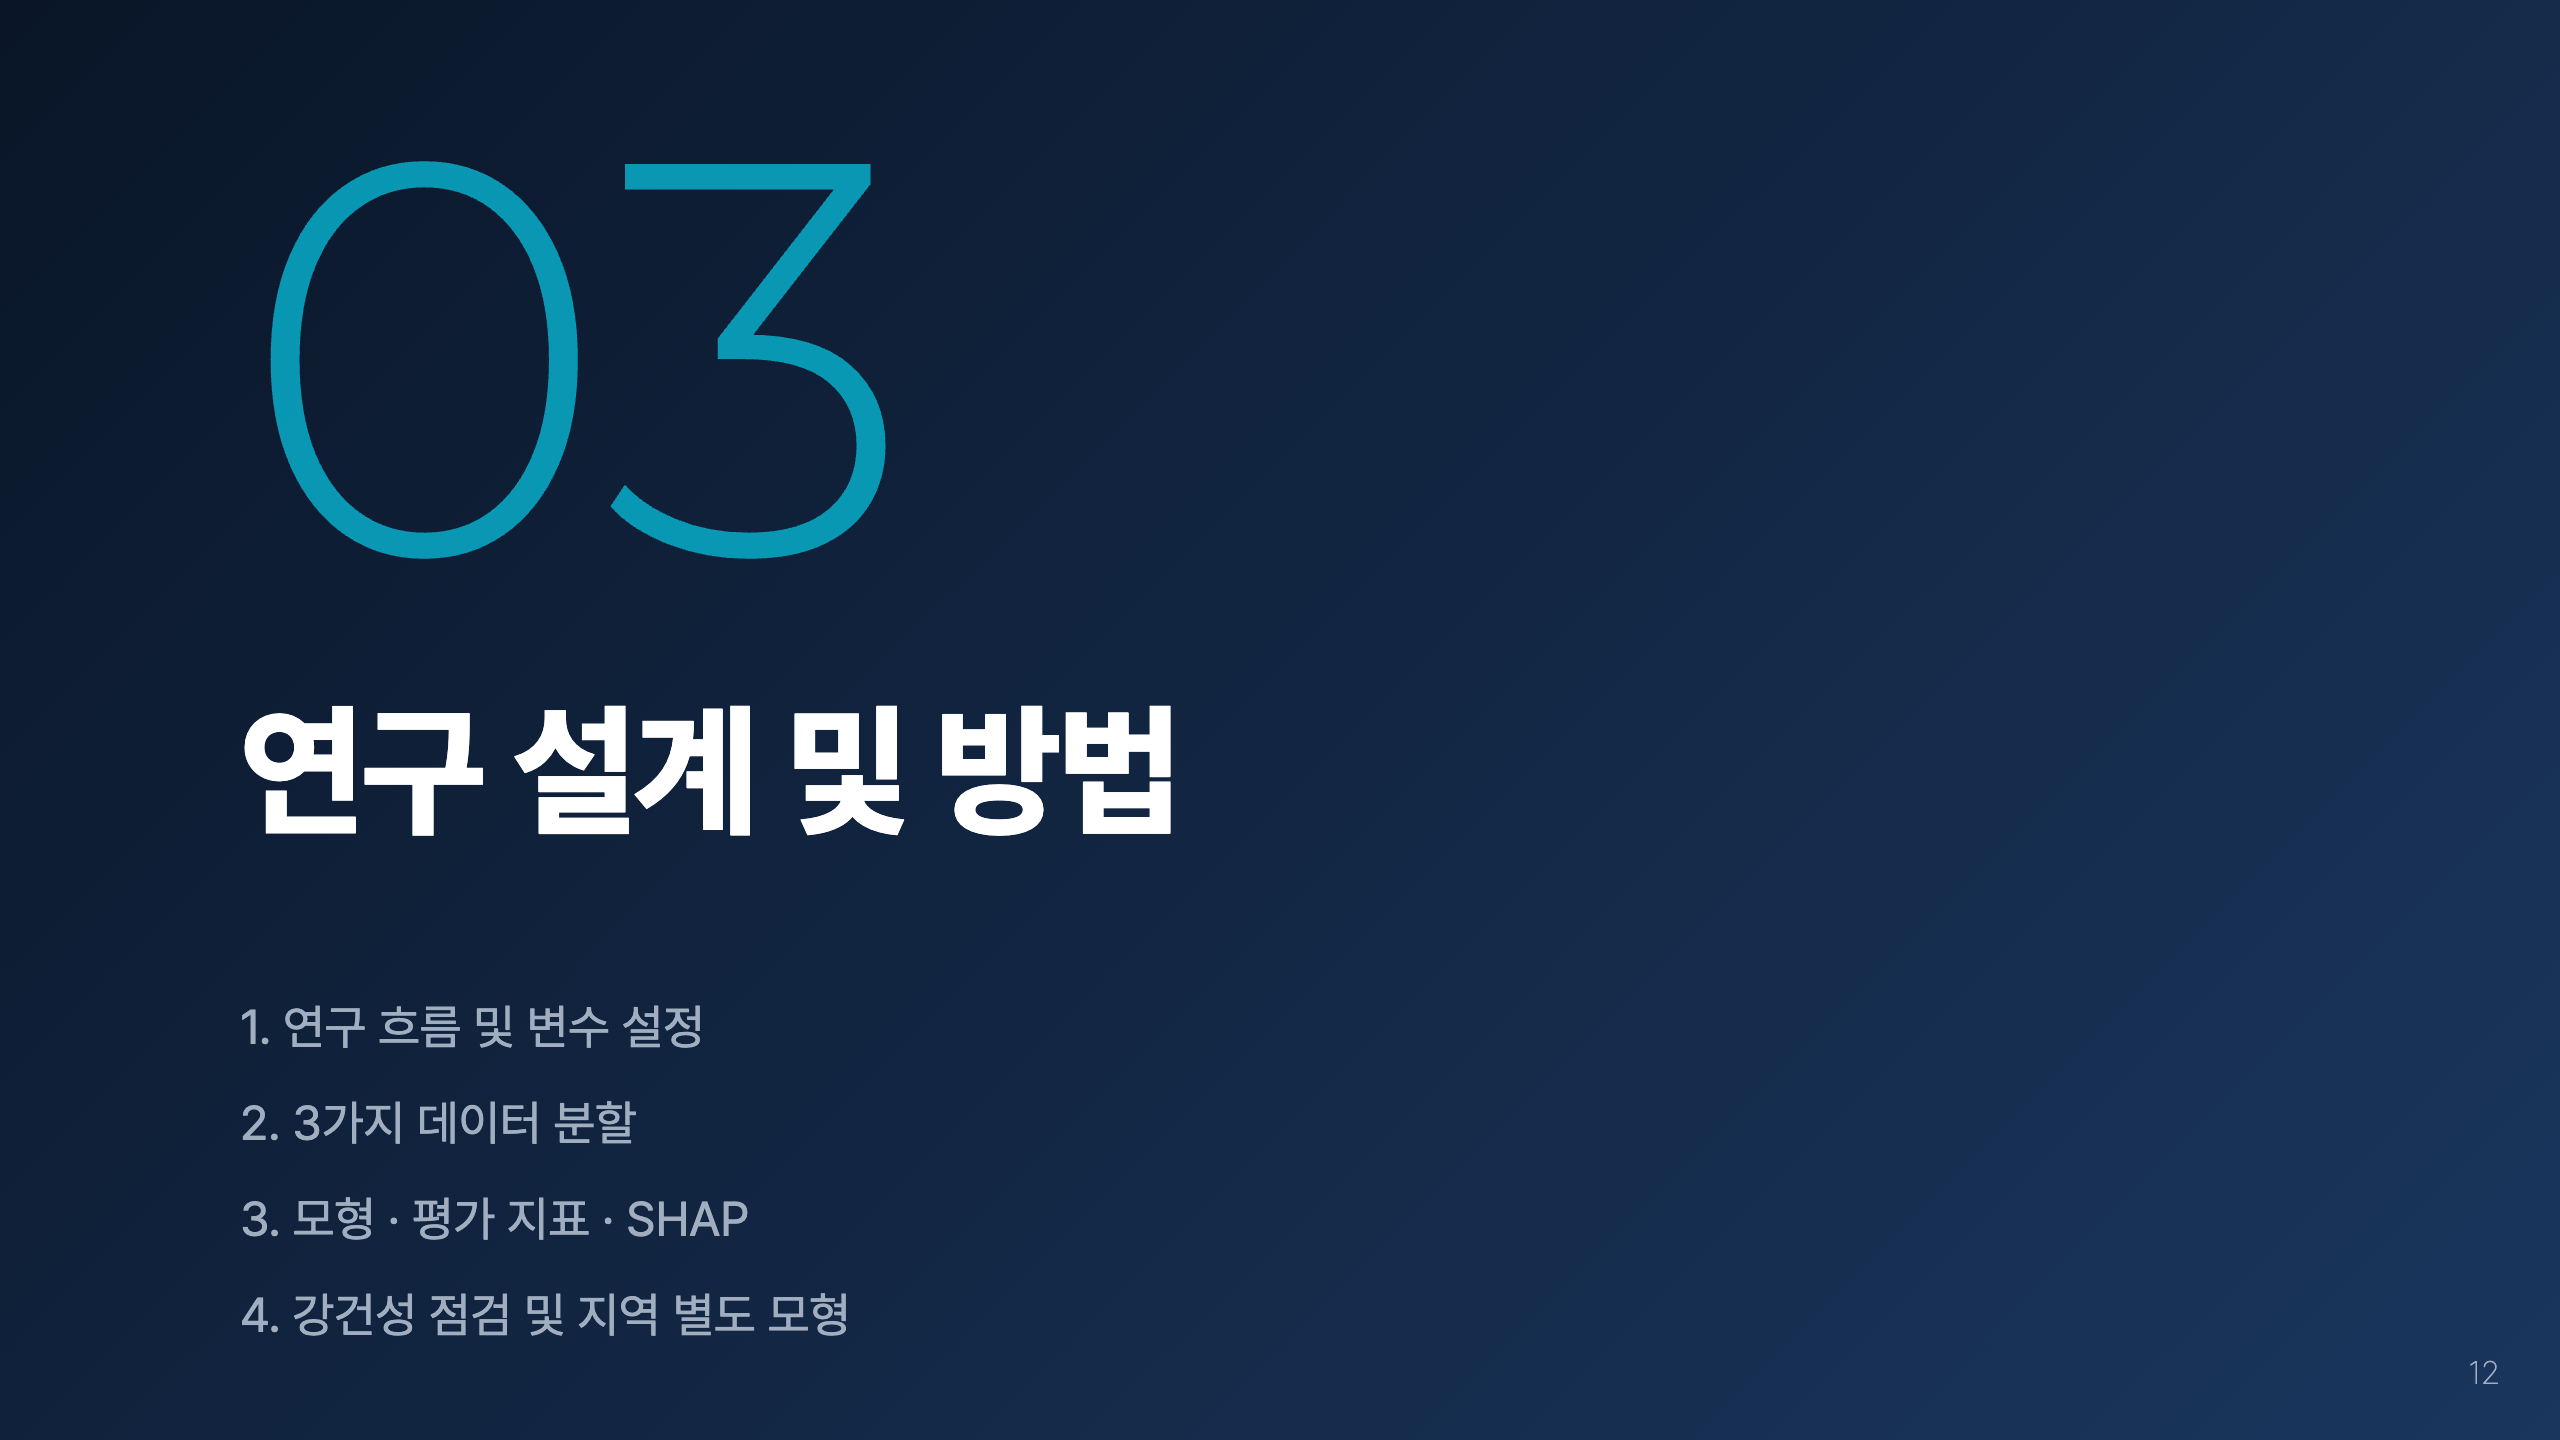 03
연구 설계 및 방법
1. 연구 흐름 및 변수 설정
2. 3가지 데이터 분할
3. 모형 · 평가 지표 · SHAP
4. 강건성 점검 및 지역 별도 모형
12